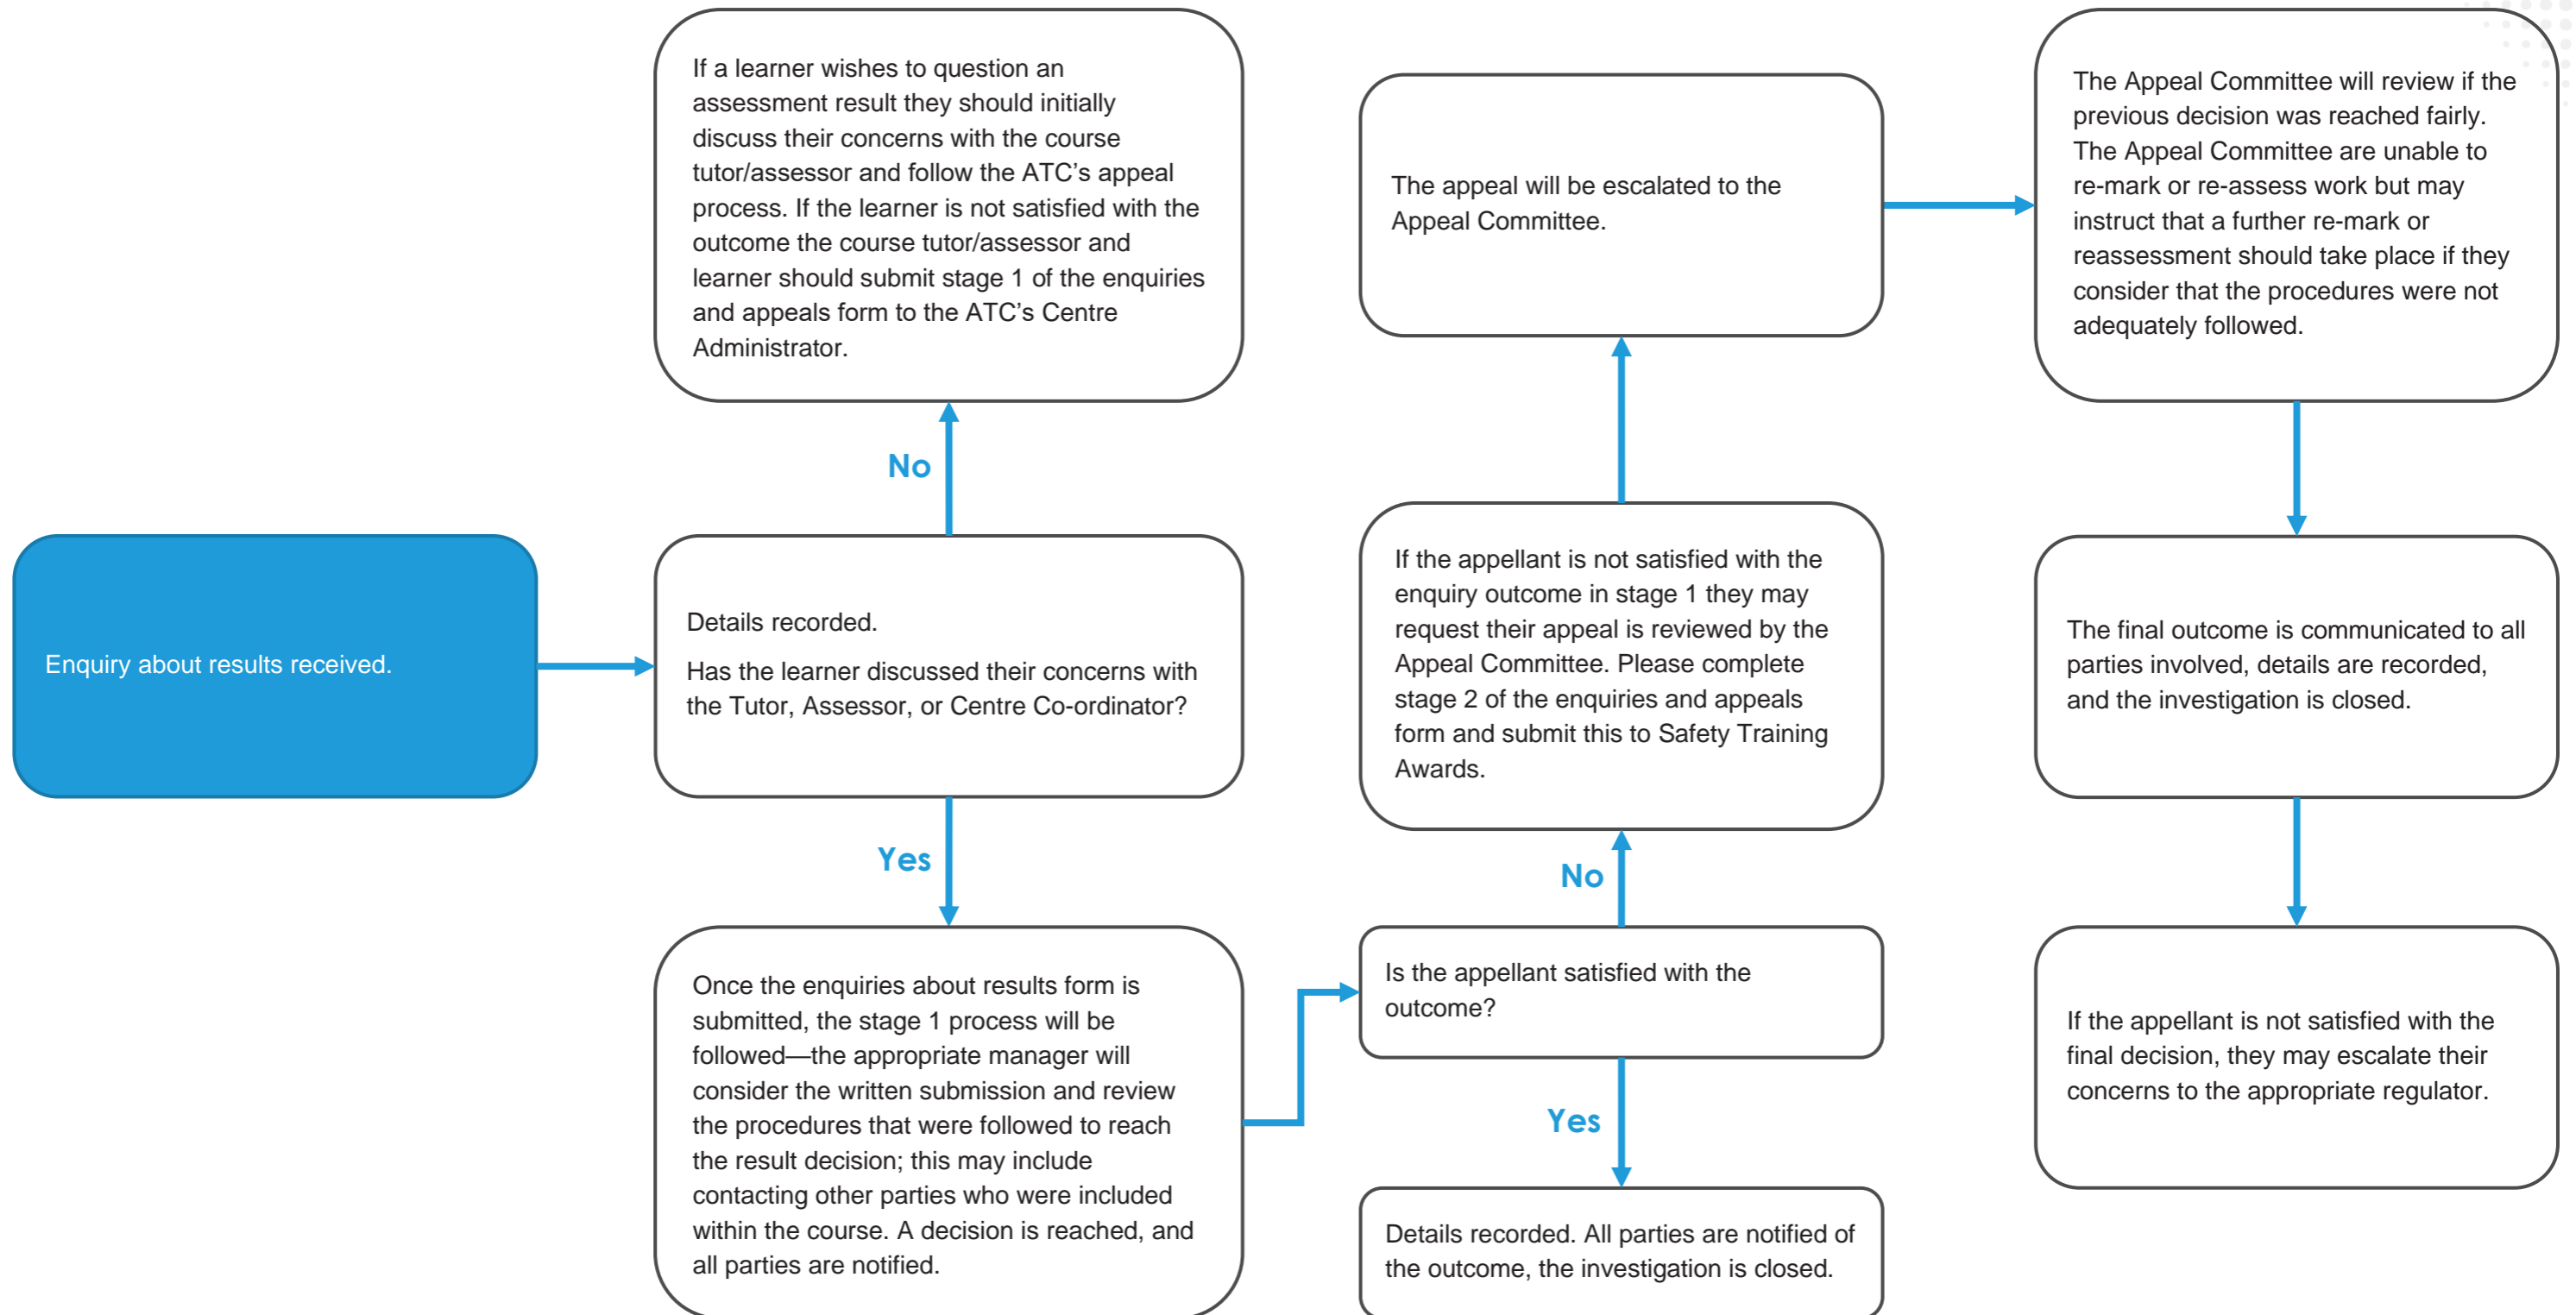 Enquiry about results received.
If a learner wishes to question an
assessment result they should initially
discuss their concerns with the course
tutor/assessor and follow the ATC’s appeal
process. If the learner is not satisfied with the
outcome the course tutor/assessor and
learner should submit stage 1 of the enquiries
and appeals form to the ATC’s Centre
Administrator.
No
Details recorded.
Has the learner discussed their concerns with
the Tutor, Assessor, or Centre Co-ordinator?
Yes
Once the enquiries about results form is
submitted, the stage 1 process will be
followed—the appropriate manager will
consider the written submission and review
the procedures that were followed to reach
the result decision; this may include
contacting other parties who were included
within the course. A decision is reached, and
all parties are notified.
The appeal will be escalated to the
Appeal Committee.
If the appellant is not satisfied with the
enquiry outcome in stage 1 they may
request their appeal is reviewed by the
Appeal Committee. Please complete
stage 2 of the enquiries and appeals
form and submit this to Safety Training
Awards.
No
Is the appellant satisfied with the
outcome?
Yes
Details recorded. All parties are notified of
the outcome, the investigation is closed.
The Appeal Committee will review if the
previous decision was reached fairly.
The Appeal Committee are unable to
re-mark or re-assess work but may
instruct that a further re-mark or
reassessment should take place if they
consider that the procedures were not
adequately followed.
The final outcome is communicated to all
parties involved, details are recorded,
and the investigation is closed.
If the appellant is not satisfied with the
final decision, they may escalate their
concerns to the appropriate regulator.